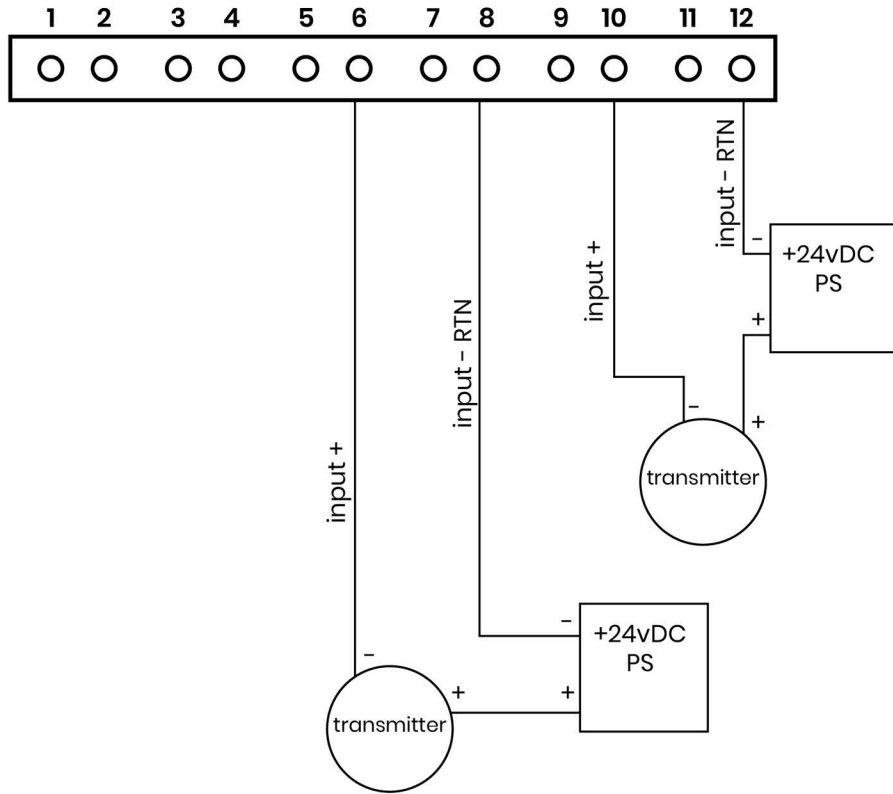 1 2 3 4 5 6 7 8 9 10 11 12
input +
input - RTN
input +
input - RTN
-
+24vDC
PS
+
-
+
transmitter
-
+24vDC
PS
+
+
-
transmitter